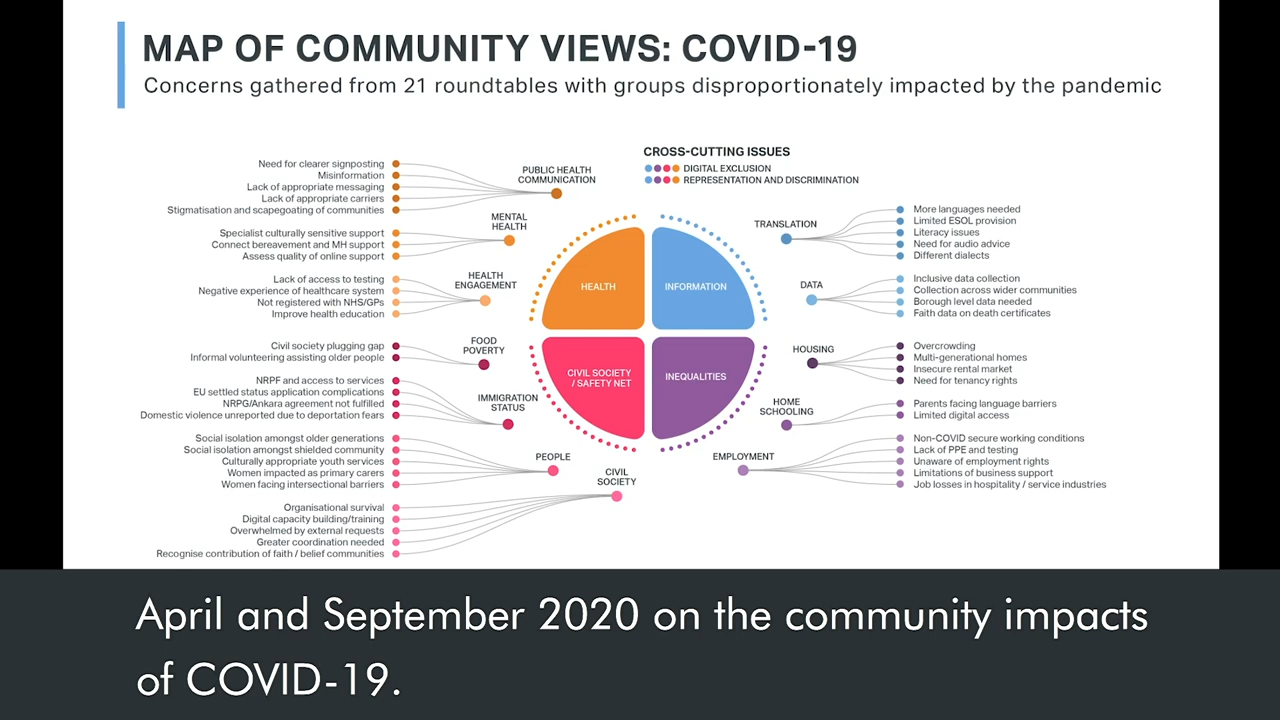 MAP OF COMMUNITY VIEWS: COVID-19
Concerns gathered from 21 roundtables with groups disproportionately impacted by the pandemic
CROSS-CUTTING ISSUES
DIGITAL EXCLUSION
REPRESENTATION AND DISCRIMINATION
PUBLIC HEALTH
COMMUNICATION
Need for clearer signposting
Misinformation
Lack of appropriate messaging
Lack of appropriate carriers
Stigmatisation and scapegoating of communities
MENTAL
HEALTH
Specialist culturally sensitive support
Connect bereavement and MH support
Assess quality of online support
HEALTH
ENGAGEMENT
Lack of access to testing
Negative experience of healthcare system
Not registered with NHS/GPs
Improve health education
FOOD
POVERTY
Civil society plugging gap
Informal volunteering assisting older people
IMMIGRATION
STATUS
NRPF and access to services
EU settled status application complications
NRPG/Ankara agreement not fulfilled
Domestic violence unreported due to deportation fears
PEOPLE
Social isolation amongst older generations
Social isolation amongst shielded community
Culturally appropriate youth services
Women impacted as primary carers
Women facing intersectional barriers
CIVIL
SOCIETY
Organisational survival
Digital capacity building/training
Overwhelmed by external requests
Greater coordination needed
Recognise contribution of faith / belief communities
HEALTH
INFORMATION
CIVIL SOCIETY
/ SAFETY NET
INEQUALITIES
TRANSLATION
More languages needed
Limited ESOL provision
Literacy issues
Need for audio advice
Different dialects
DATA
Inclusive data collection
Collection across wider communities
Borough level data needed
Faith data on death certificates
HOUSING
Overcrowding
Multi-generational homes
Insecure rental market
Need for tenancy rights
HOME
SCHOOLING
Parents facing language barriers
Limited digital access
EMPLOYMENT
Non-COVID secure working conditions
Lack of PPE and testing
Unaware of employment rights
Limitations of business support
Job losses in hospitality / service industries
April and September 2020 on the community impacts
of COVID-19.